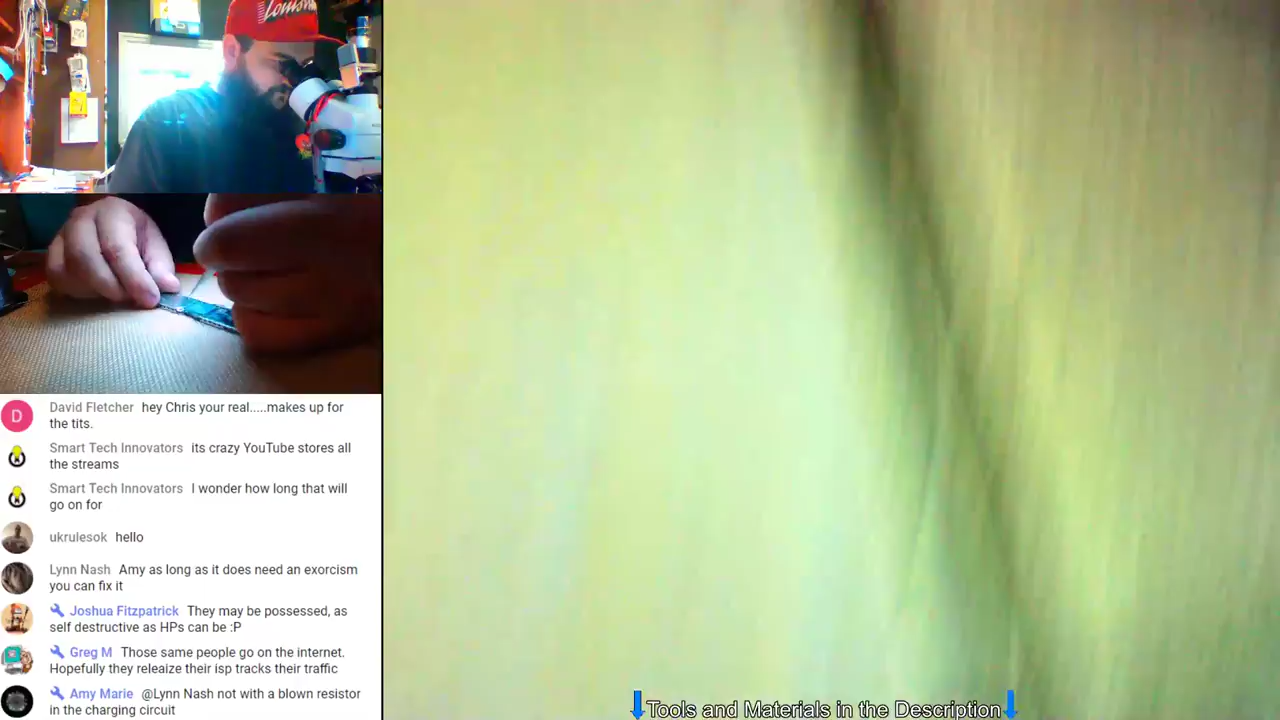 Louisville
David Fletcher hey Chris your real.....makes up for
the tits.
Smart Tech Innovators its crazy YouTube stores all
the streams
Smart Tech Innovators I wonder how long that will
go on for
ukrulesok hello
Lynn Nash Amy as long as it does need an exorcism
you can fix it
Joshua Fitzpatrick They may be possessed, as
self destructive as HPs can be :P
Greg M Those same people go on the internet.
Hopefully they releaize their isp tracks their traffic
Amy Marie @Lynn Nash not with a blown resistor
in the charging circuit
Tools and Materials in the Description